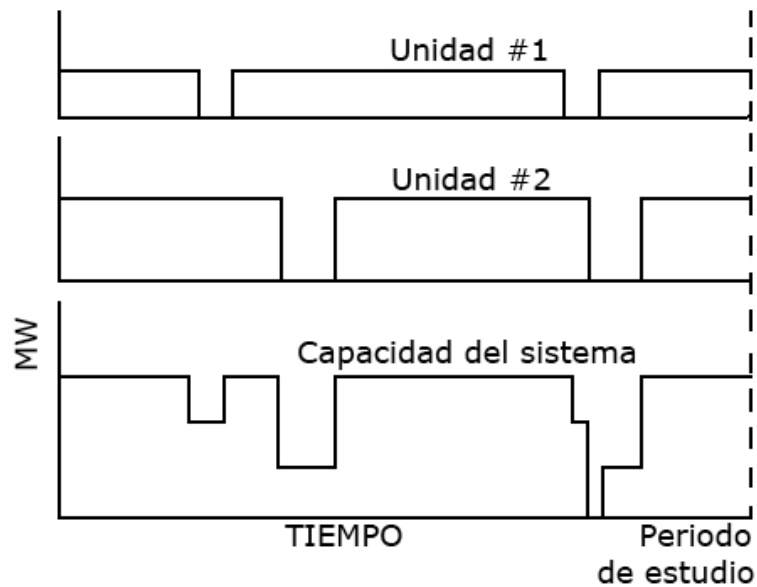 Unidad #1
Unidad #2
MW
Capacidad del sistema
TIEMPO
Periodo
de estudio